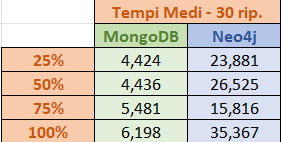 Tempi Medi - 30 rip.
MongoDB Neo4j
25% 4,424 23,881
50% 4,436 26,525
75% 5,481 15,816
100% 6,198 35,367